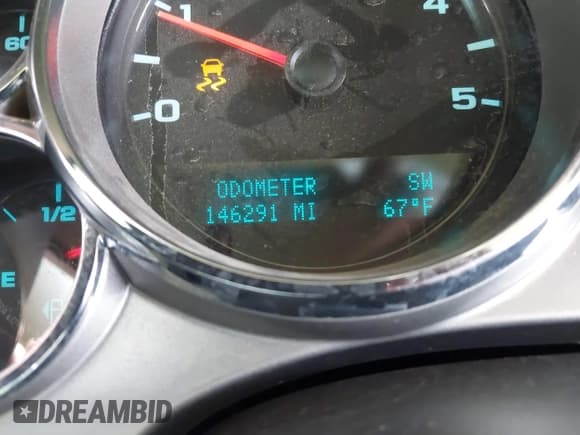 60
1
4
0
5
ODOMETER SW
146291 MI 67°F
1/2
E
DREAMBID